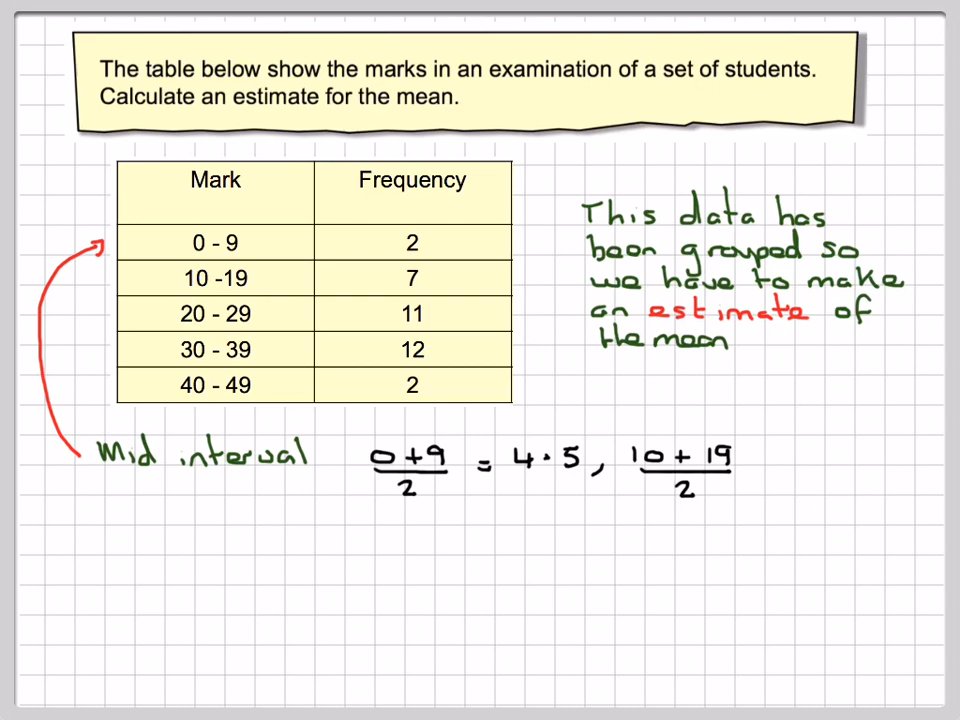 The table below show the marks in an examination of a set of students.
Calculate an estimate for the mean.
Mark Frequency
0 - 9 2
10 -19 7
20 - 29 11
30 - 39 12
40 - 49 2
This data has
been grouped so
we have to make
an estimate of
the mean
Mid interval 0+9/2 = 4·5, 10+19/2